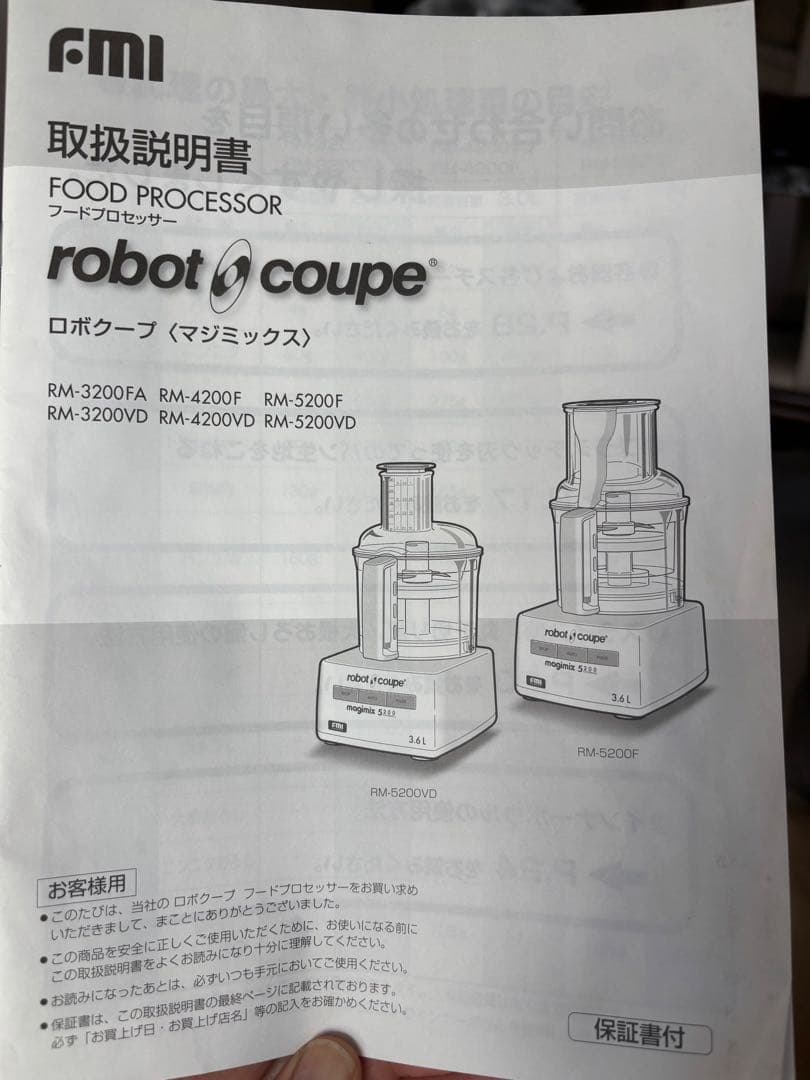 FMI
取扱説明書
FOOD PROCESSOR
フードプロセッサー
robot coupe®
ロボクープ〈マジミックス〉
RM-3200FA RM-4200F RM-5200F
RM-3200VD RM-4200VD RM-5200VD
robot coupe®
STOP AUTO PULSE
magimix 5200
FMI
3.6L
RM-5200F
robot coupe®
STOP AUTO PULSE
magimix 5200
FMI
3.6L
RM-5200VD
お客様用
●このたびは、当社の ロボクープ フードプロセッサーをお買い求め
いただきまして、まことにありがとうございました。
●この商品を安全に正しくご使用いただくために、お使いになる前に
この取扱説明書をよくお読みになり十分に理解してください。
●お読みになったあとは、必ずいつも手元においてご使用ください。
●保証書は、この取扱説明書の最終ページに記載されております。
必ず「お買上げ日・お買上げ店名」等の記入をお確かめください。
保証書付